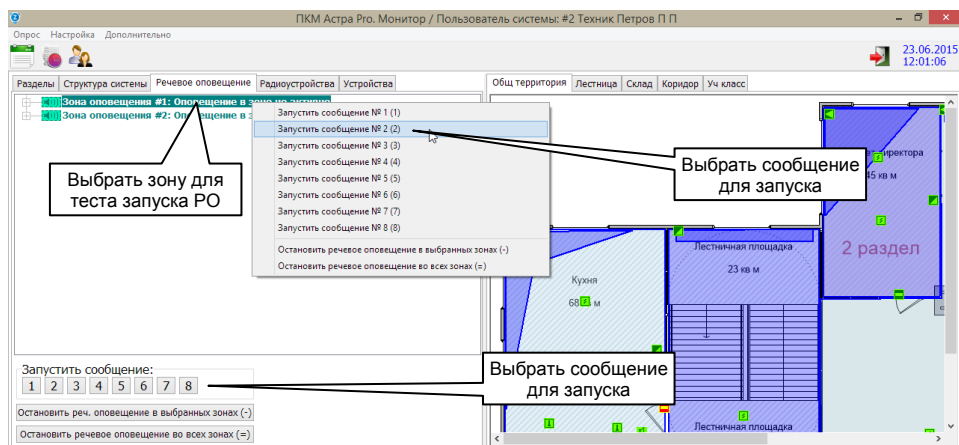 ПКМ Астра Pro. Монитор / Пользователь системы: #2 Техник Петров П П
Опрос Настройка Дополнительно
23.06.2015
12:01:06
Разделы Структура системы Речевое оповещение Радиоустройства Устройства
Общ территория Лестница Склад Коридор Уч класс
Зона оповещения #1: Оповещение в зоне не активно
Зона оповещения #2:
Запустить сообщение № 1 (1)
Запустить сообщение № 2 (2)
Запустить сообщение № 3 (3)
Запустить сообщение № 4 (4)
Запустить сообщение № 5 (5)
Запустить сообщение № 6 (6)
Запустить сообщение № 7 (7)
Запустить сообщение № 8 (8)
Остановить речевое оповещение в выбранных зонах (-)
Остановить речевое оповещение во всех зонах (=)
Выбрать зону для
теста запуска РО
Выбрать сообщение
для запуска
45 кв м
2 раздел
Лестничная площадка
23 кв м
Кухня
68 м
Запустить сообщение:
1 2 3 4 5 6 7 8
Выбрать сообщение
для запуска
Остановить реч. оповещение в выбранных зонах (-)
Остановить речевое оповещение во всех зонах (=)
Лестничная площадка